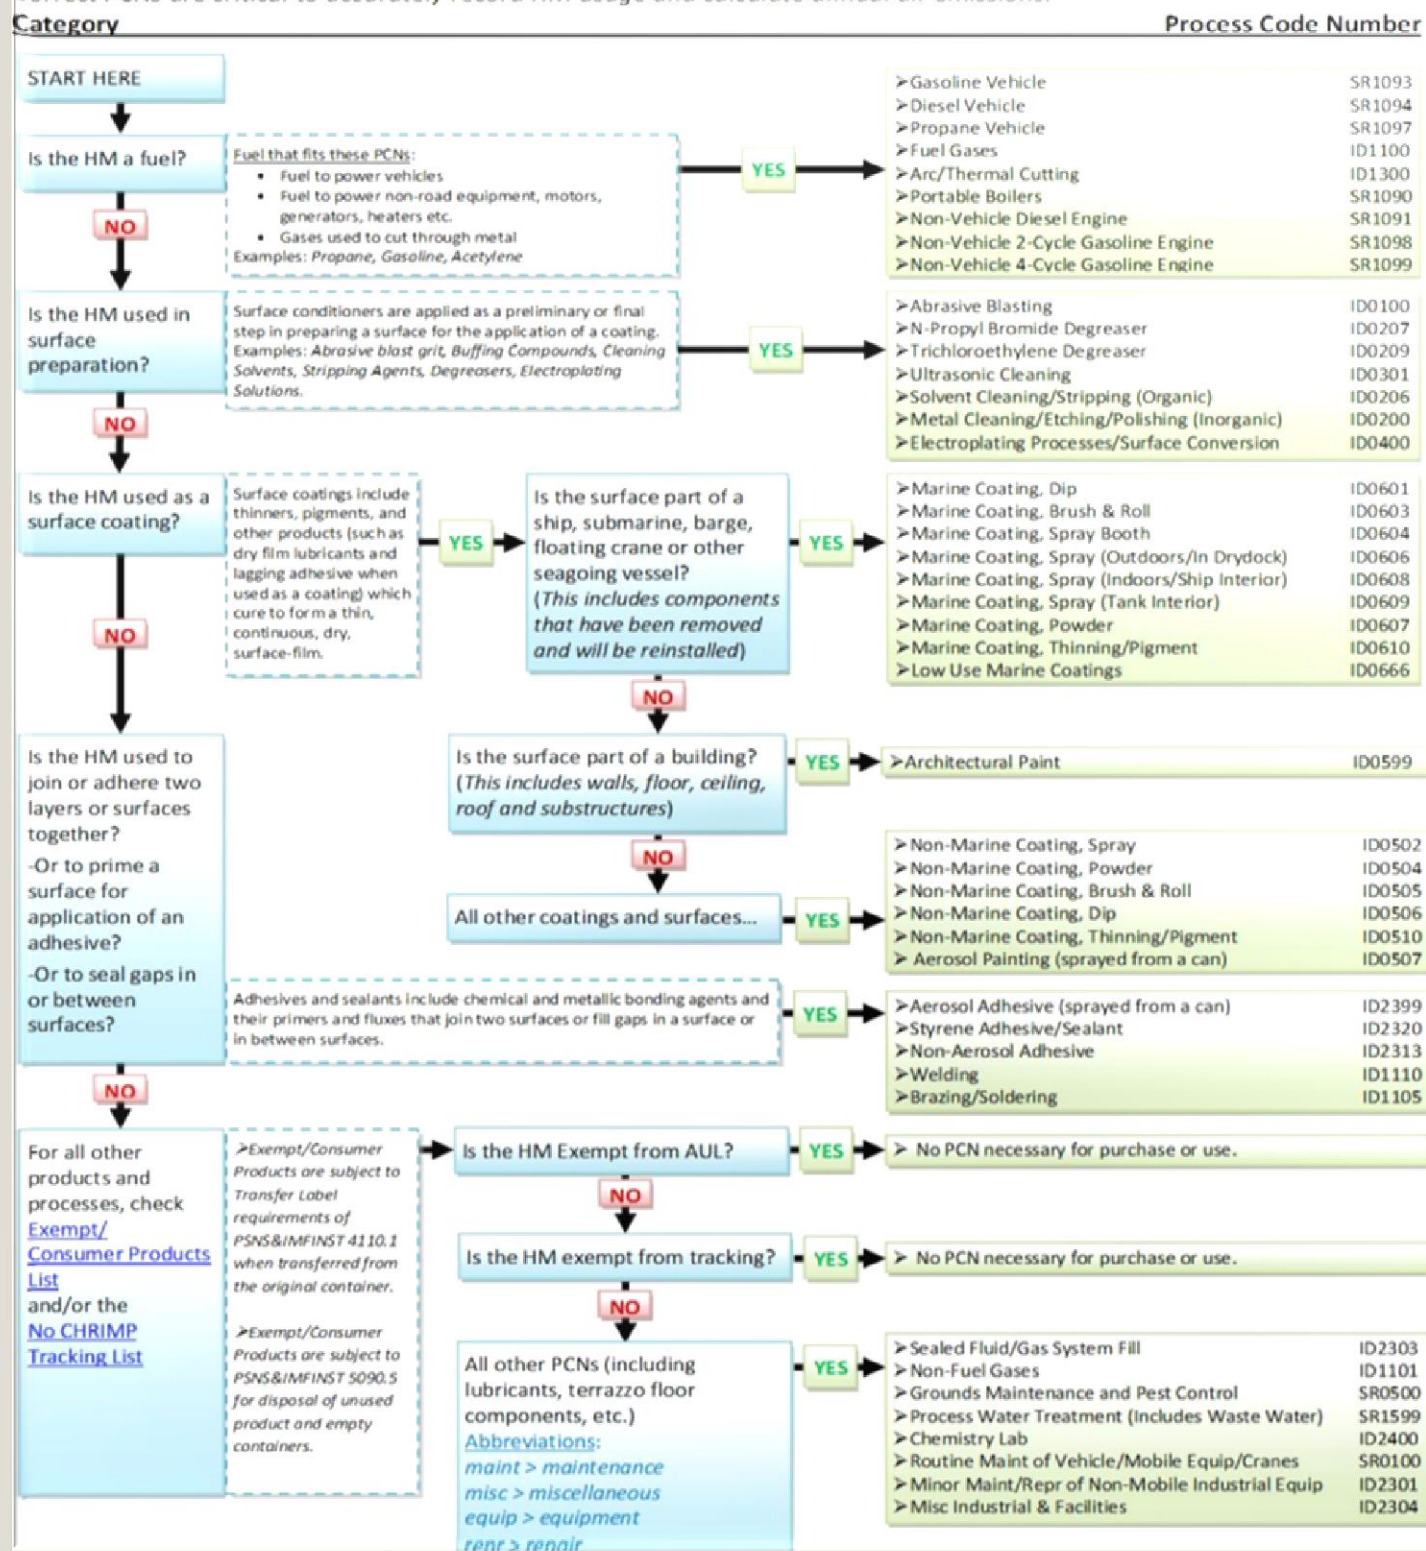 Correct PCNs are critical to accurately record HM usage and calculate annual air emissions.
Category
Process Code Number
START HERE
Is the HM a fuel?
Fuel that fits these PCNs:
• Fuel to power vehicles
• Fuel to power non-road equipment, motors,
generators, heaters etc.
• Gases used to cut through metal
Examples: Propane, Gasoline, Acetylene
YES
➢Gasoline Vehicle SR1093
➢Diesel Vehicle SR1094
➢Propane Vehicle SR1097
➢Fuel Gases ID1100
➢Arc/Thermal Cutting ID1300
➢Portable Boilers SR1090
➢Non-Vehicle Diesel Engine SR1091
➢Non-Vehicle 2-Cycle Gasoline Engine SR1098
➢Non-Vehicle 4-Cycle Gasoline Engine SR1099
NO
Is the HM used in
surface
preparation?
Surface conditioners are applied as a preliminary or final
step in preparing a surface for the application of a coating.
Examples: Abrasive blast grit, Buffing Compounds, Cleaning
Solvents, Stripping Agents, Degreasers, Electroplating
Solutions.
YES
➢Abrasive Blasting ID0100
➢N-Propyl Bromide Degreaser ID0207
➢Trichloroethylene Degreaser ID0209
➢Ultrasonic Cleaning ID0301
➢Solvent Cleaning/Stripping (Organic) ID0206
➢Metal Cleaning/Etching/Polishing (Inorganic) ID0200
➢Electroplating Processes/Surface Conversion ID0400
NO
Is the HM used as a
surface coating?
Surface coatings include
thinners, pigments, and
other products (such as
dry film lubricants and
lagging adhesive when
used as a coating) which
cure to form a thin,
continuous, dry,
surface-film.
YES
Is the surface part of a
ship, submarine, barge,
floating crane or other
seagoing vessel?
(This includes components
that have been removed
and will be reinstalled)
YES
➢Marine Coating, Dip ID0601
➢Marine Coating, Brush & Roll ID0603
➢Marine Coating, Spray Booth ID0604
➢Marine Coating, Spray (Outdoors/In Drydock) ID0606
➢Marine Coating, Spray (Indoors/Ship Interior) ID0608
➢Marine Coating, Spray (Tank Interior) ID0609
➢Marine Coating, Powder ID0607
➢Marine Coating, Thinning/Pigment ID0610
➢Low Use Marine Coatings ID0666
NO
NO
Is the surface part of a building?
(This includes walls, floor, ceiling,
roof and substructures)
YES
➢Architectural Paint ID0599
NO
All other coatings and surfaces...
YES
➢Non-Marine Coating, Spray ID0502
➢Non-Marine Coating, Powder ID0504
➢Non-Marine Coating, Brush & Roll ID0505
➢Non-Marine Coating, Dip ID0506
➢Non-Marine Coating, Thinning/Pigment ID0510
➢ Aerosol Painting (sprayed from a can) ID0507
Is the HM used to
join or adhere two
layers or surfaces
together?
-Or to prime a
surface for
application of an
adhesive?
-Or to seal gaps in
or between
surfaces?
Adhesives and sealants include chemical and metallic bonding agents and
their primers and fluxes that join two surfaces or fill gaps in a surface or
in between surfaces.
YES
➢Aerosol Adhesive (sprayed from a can) ID2399
➢Styrene Adhesive/Sealant ID2320
➢Non-Aerosol Adhesive ID2313
➢Welding ID1110
➢Brazing/Soldering ID1105
NO
For all other
products and
processes, check
Exempt/
Consumer Products
List
and/or the
No CHRIMP
Tracking List
➢Exempt/Consumer
Products are subject to
Transfer Label
requirements of
PSNS&IMFINST 4110.1
when transferred from
the original container.
➢Exempt/Consumer
Products are subject to
PSNS&IMFINST 5090.5
for disposal of unused
product and empty
containers.
Is the HM Exempt from AUL?
YES
➢ No PCN necessary for purchase or use.
NO
Is the HM exempt from tracking?
YES
➢ No PCN necessary for purchase or use.
NO
All other PCNs (including
lubricants, terrazzo floor
components, etc.)
Abbreviations:
maint > maintenance
misc > miscellaneous
equip > equipment
repr > repair
YES
➢Sealed Fluid/Gas System Fill ID2303
➢Non-Fuel Gases ID1101
➢Grounds Maintenance and Pest Control SR0500
➢Process Water Treatment (Includes Waste Water) SR1599
➢Chemistry Lab ID2400
➢Routine Maint of Vehicle/Mobile Equip/Cranes SR0100
➢Minor Maint/Repr of Non-Mobile Industrial Equip ID2301
➢Misc Industrial & Facilities ID2304